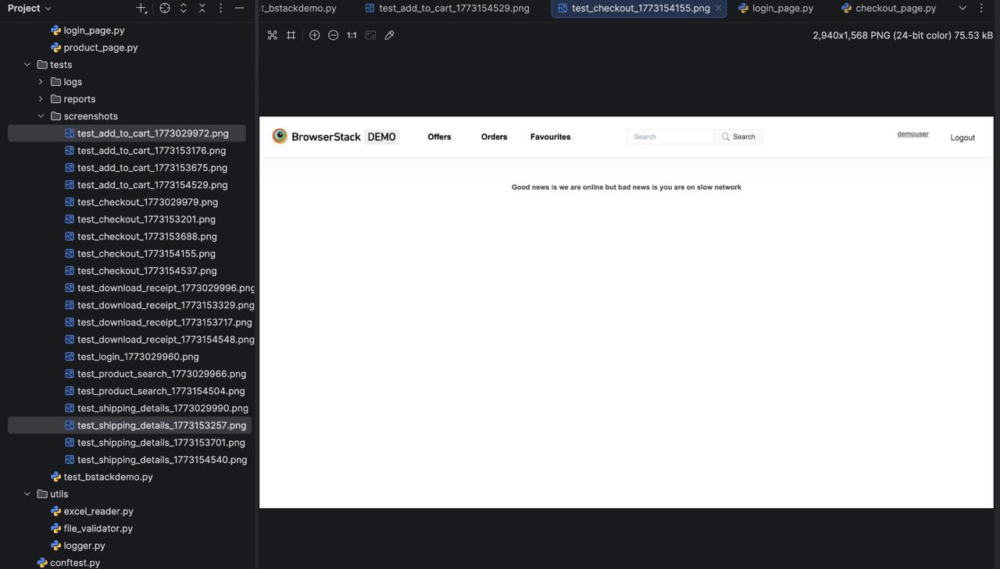 Project
t_bstackdemo.py
test_add_to_cart_1773154529.png
test_checkout_1773154155.png
login_page.py
checkout_page.py
1:1
2,940x1,568 PNG (24-bit color) 75.53 kB
login_page.py
product_page.py
tests
logs
reports
screenshots
test_add_to_cart_1773029972.png
test_add_to_cart_1773153176.png
test_add_to_cart_1773153675.png
test_add_to_cart_1773154529.png
test_checkout_1773029979.png
test_checkout_1773153201.png
test_checkout_1773153688.png
test_checkout_1773154155.png
test_checkout_1773154537.png
test_download_receipt_1773029996.png
test_download_receipt_1773153329.png
test_download_receipt_1773153717.png
test_download_receipt_1773154548.png
test_login_1773029960.png
test_product_search_1773029966.png
test_product_search_1773154504.png
test_shipping_details_1773029990.png
test_shipping_details_1773153257.png
test_shipping_details_1773153701.png
test_shipping_details_1773154540.png
test_bstackdemo.py
utils
excel_reader.py
file_validator.py
logger.py
conftest.py
BrowserStack DEMO
Offers
Orders
Favourites
Search
Search
demouser
Logout
Good news is we are online but bad news is you are on slow network